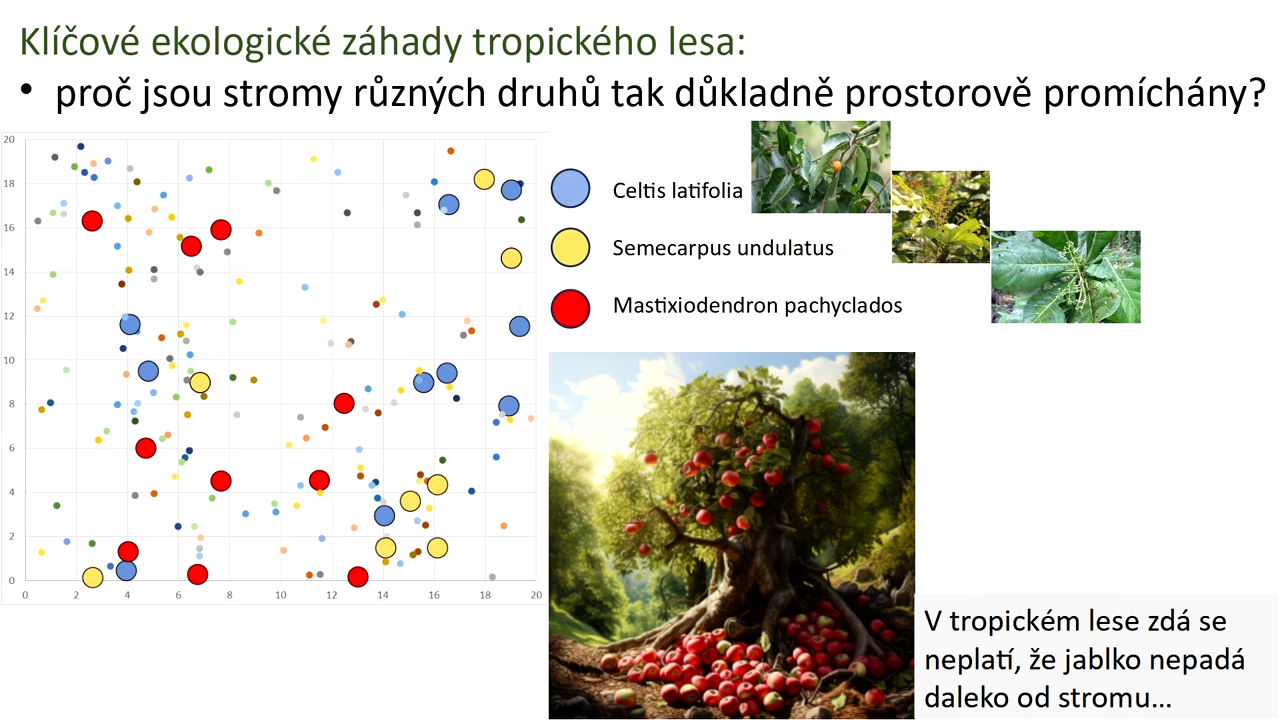 Klíčové ekologické záhady tropického lesa:
• proč jsou stromy různých druhů tak důkladně prostorově promíchány?
20
18
16
14
12
10
8
6
4
2
0
0 2 4 6 8 10 12 14 16 18 20
Celtis latifolia
Semecarpus undulatus
Mastixiodendron pachyclados
V tropickém lese zdá se
neplatí, že jablko nepadá
daleko od stromu...